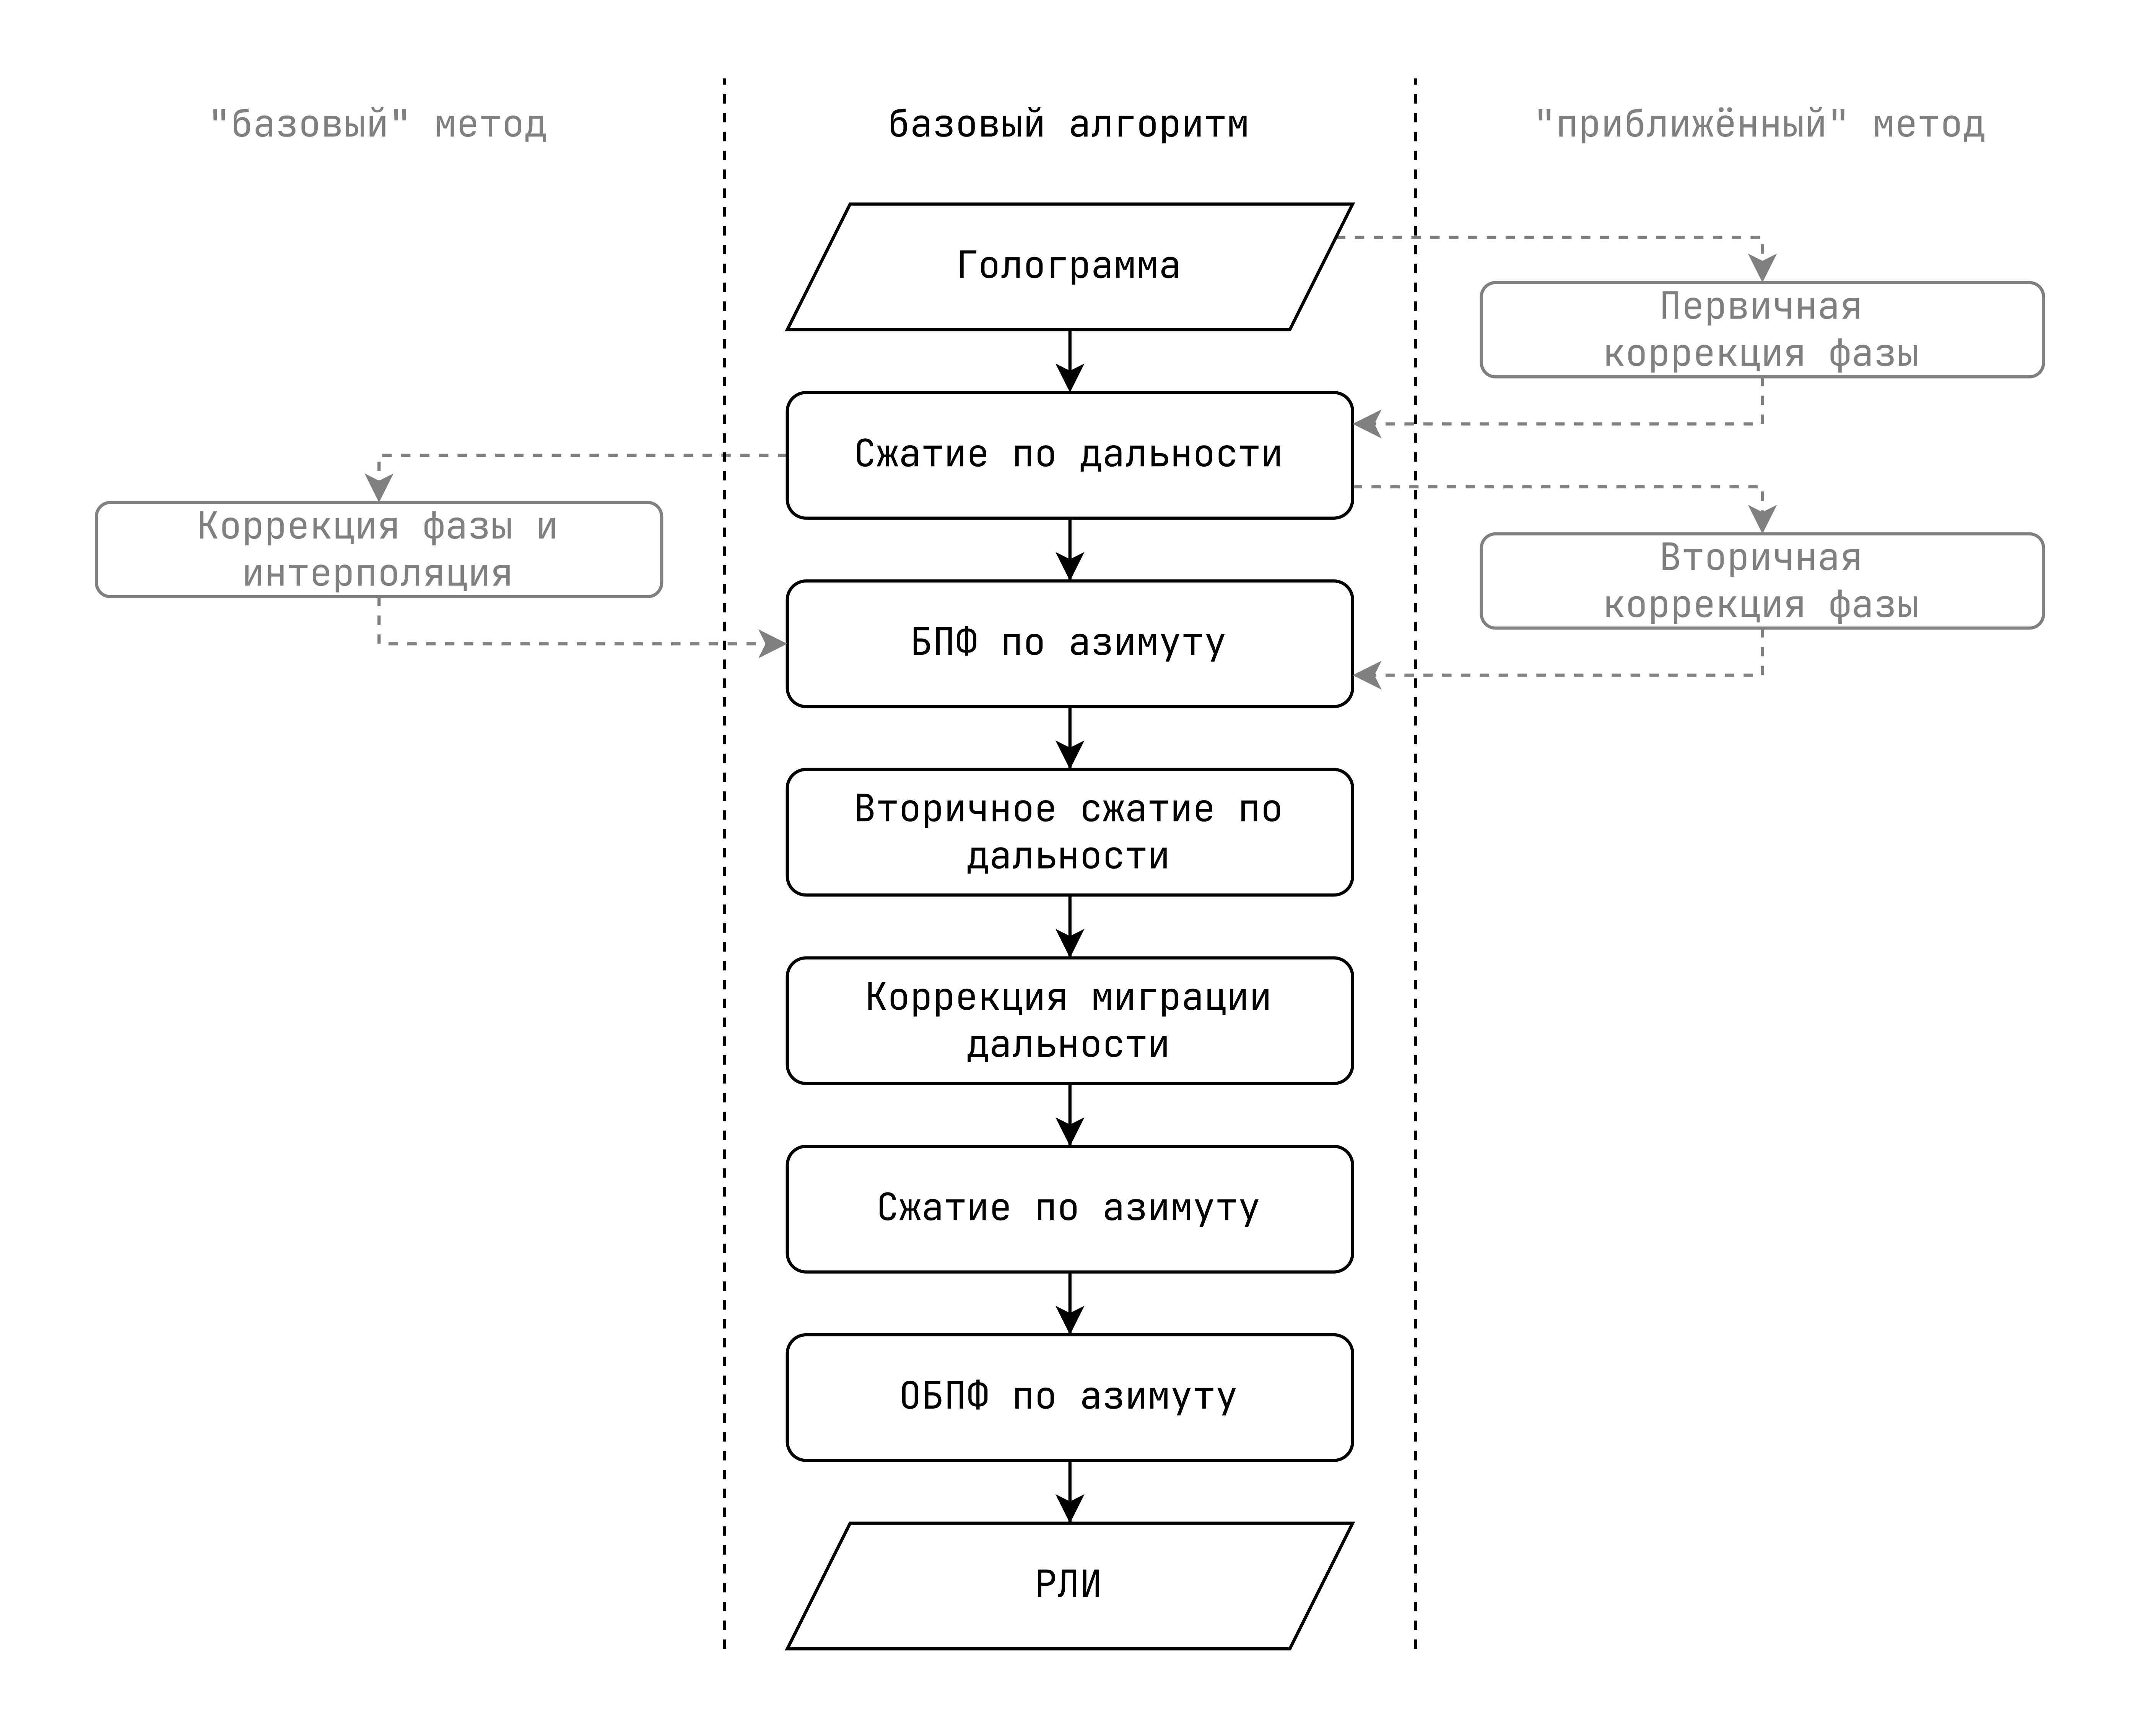 "базовый" метод
базовый алгоритм
"приближённый" метод
Голограмма
Первичная
коррекция фазы
Сжатие по дальности
Коррекция фазы и
интерполяция
Вторичная
коррекция фазы
БПФ по азимуту
Вторичное сжатие по
дальности
Коррекция миграции
дальности
Сжатие по азимуту
ОБПФ по азимуту
РЛИ